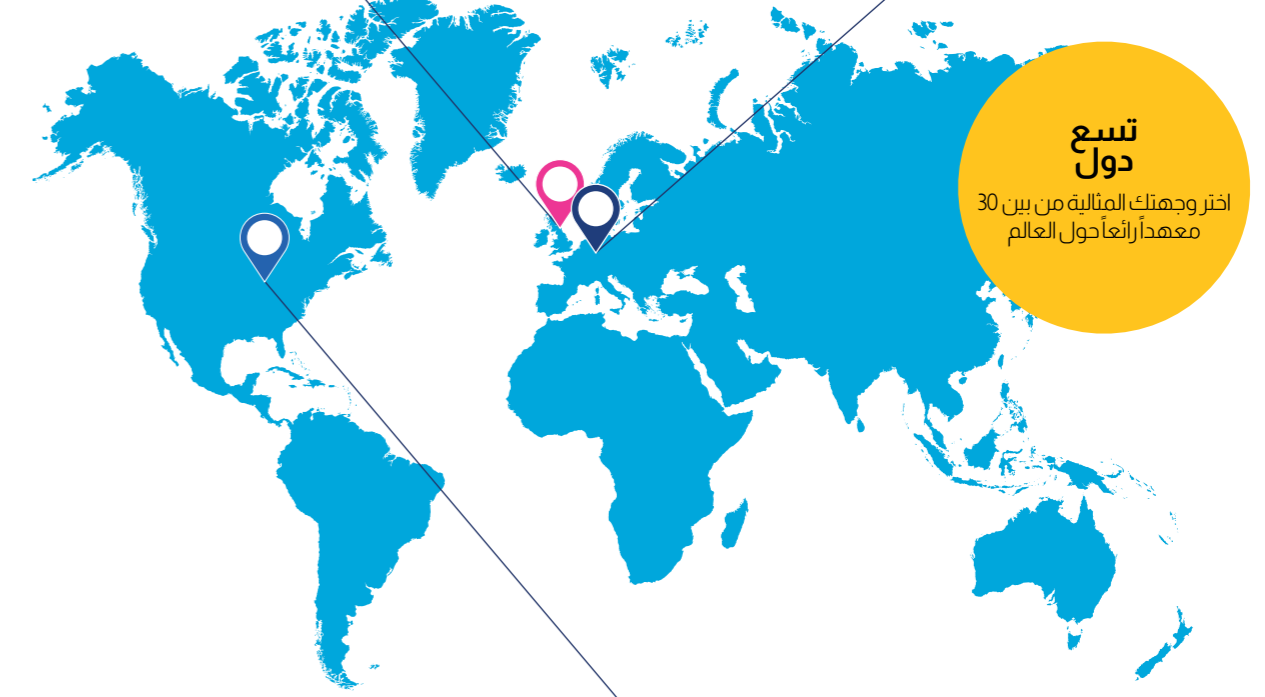 تسع
دول
اختر وجهتك المثالية من بين 30
معهداً رائعاً حول العالم